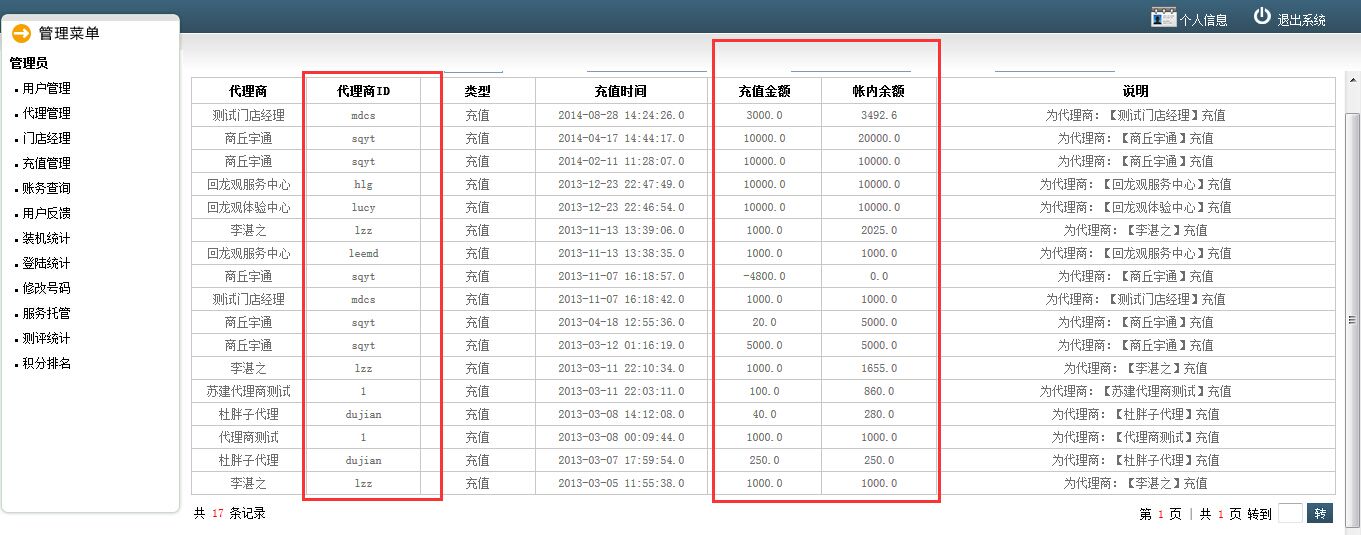 个人信息 退出系统
管理菜单
管理员
用户管理
代理管理
门店经理
充值管理
账务查询
用户反馈
装机统计
登陆统计
修改号码
服务托管
测评统计
积分排名
代理商 代理商ID 类型 充值时间 充值金额 帐内余额 说明
测试门店经理 mdcs 充值 2014-08-28 14:24:26.0 3000.0 3492.6 为代理商：【测试门店经理】充值
商丘宇通 sqyt 充值 2014-04-17 14:44:17.0 10000.0 20000.0 为代理商：【商丘宇通】充值
商丘宇通 sqyt 充值 2014-02-11 11:28:07.0 10000.0 10000.0 为代理商：【商丘宇通】充值
回龙观服务中心 hlg 充值 2013-12-23 22:47:49.0 10000.0 10000.0 为代理商：【回龙观服务中心】充值
回龙观体验中心 lucy 充值 2013-12-23 22:46:54.0 10000.0 10000.0 为代理商：【回龙观体验中心】充值
李湛之 lzz 充值 2013-11-13 13:39:06.0 1000.0 2025.0 为代理商：【李湛之】充值
回龙观服务中心 leemd 充值 2013-11-13 13:38:35.0 1000.0 1000.0 为代理商：【回龙观服务中心】充值
商丘宇通 sqyt 充值 2013-11-07 16:18:57.0 -4800.0 0.0 为代理商：【商丘宇通】充值
测试门店经理 mdcs 充值 2013-11-07 16:18:42.0 1000.0 1000.0 为代理商：【测试门店经理】充值
商丘宇通 sqyt 充值 2013-04-18 12:55:36.0 20.0 5000.0 为代理商：【商丘宇通】充值
商丘宇通 sqyt 充值 2013-03-12 01:16:19.0 5000.0 5000.0 为代理商：【商丘宇通】充值
李湛之 lzz 充值 2013-03-11 22:10:34.0 1000.0 1655.0 为代理商：【李湛之】充值
苏建代理商测试 1 充值 2013-03-11 22:03:11.0 100.0 860.0 为代理商：【苏建代理商测试】充值
杜胖子代理 dujian 充值 2013-03-08 14:12:08.0 40.0 280.0 为代理商：【杜胖子代理】充值
代理商测试 1 充值 2013-03-08 00:09:44.0 1000.0 1000.0 为代理商：【代理商测试】充值
杜胖子代理 dujian 充值 2013-03-07 17:59:54.0 250.0 250.0 为代理商：【杜胖子代理】充值
李湛之 lzz 充值 2013-03-05 11:55:38.0 1000.0 1000.0 为代理商：【李湛之】充值
共 17 条记录 第 1 页 | 共 1 页 转到 转